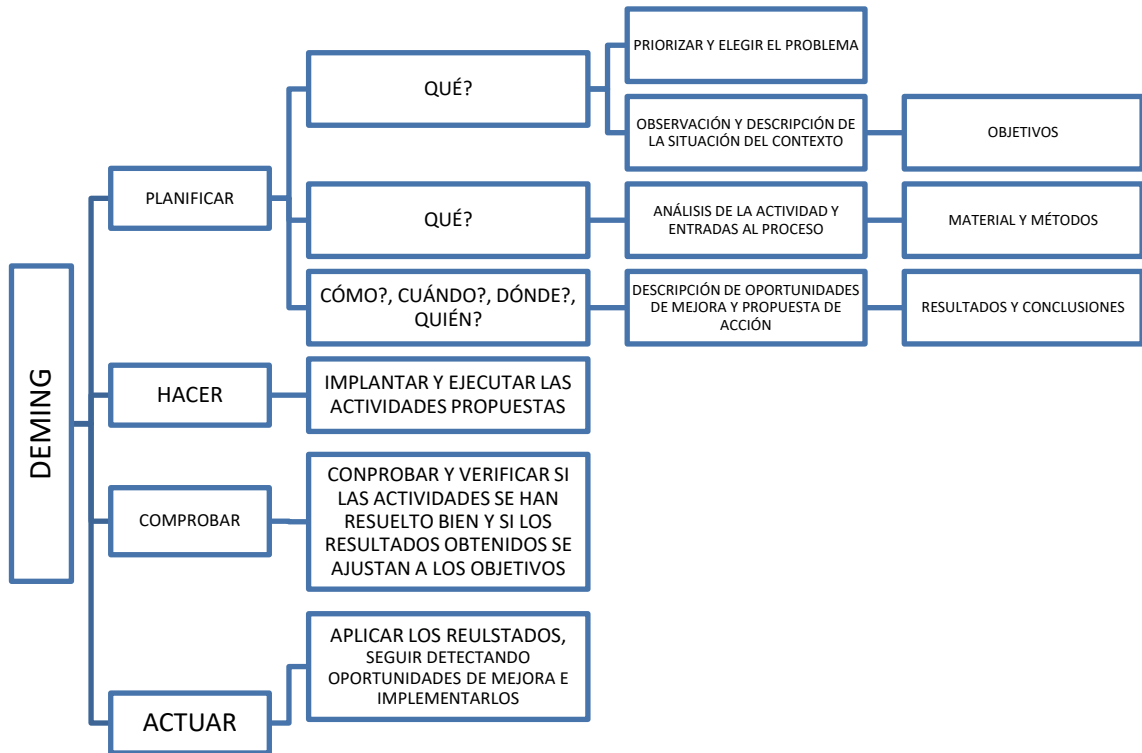 DEMING
PLANIFICAR
QUÉ?
PRIORIZAR Y ELEGIR EL PROBLEMA
OBSERVACIÓN Y DESCRIPCIÓN DE
LA SITUACIÓN DEL CONTEXTO
OBJETIVOS
QUÉ?
ANÁLISIS DE LA ACTIVIDAD Y
ENTRADAS AL PROCESO
MATERIAL Y MÉTODOS
CÓMO?, CUÁNDO?, DÓNDE?,
QUIÉN?
DESCRIPCIÓN DE OPORTUNIDADES
DE MEJORA Y PROPUESTA DE
ACCIÓN
RESULTADOS Y CONCLUSIONES
HACER
IMPLANTAR Y EJECUTAR LAS
ACTIVIDADES PROPUESTAS
COMPROBAR
CONPROBAR Y VERIFICAR SI
LAS ACTIVIDADES SE HAN
RESUELTO BIEN Y SI LOS
RESULTADOS OBTENIDOS SE
AJUSTAN A LOS OBJETIVOS
ACTUAR
APLICAR LOS REULSTADOS,
SEGUIR DETECTANDO
OPORTUNIDADES DE MEJORA E
IMPLEMENTARLOS